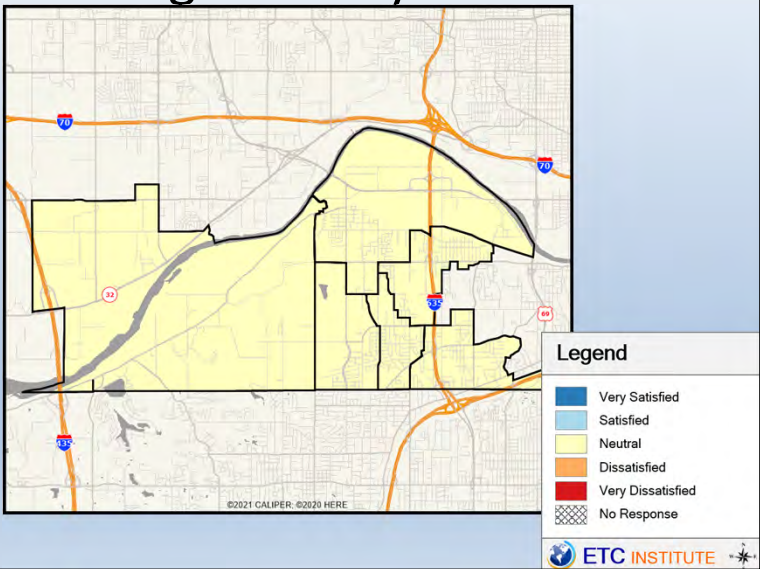 70
70
32
635
69
435
©2021 CALIPER; ©2020 HERE
Legend
Very Satisfied
Satisfied
Neutral
Dissatisfied
Very Dissatisfied
No Response
ETC INSTITUTE